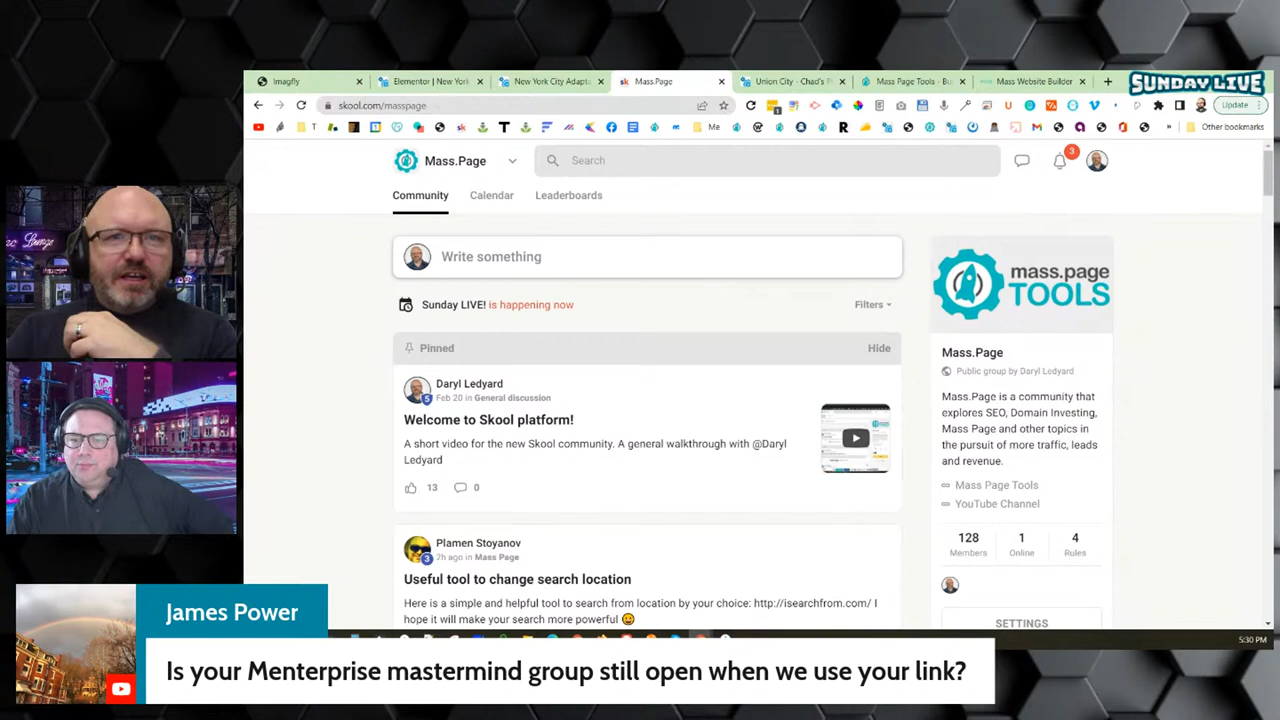 Imagfly
Elementor | New York
New York City Adapta
Mass.Page
Union City - Chad's P
Mass Page Tools - Bu
Mass Website Builder
SUNDAY LIVE
skool.com/masspage
Update
Me
Other bookmarks
Mass.Page
Search
3
Community
Calendar
Leaderboards
Write something
Sunday LIVE! is happening now
Filters
Pinned
Hide
Daryl Ledyard
5
Feb 20 in General discussion
Welcome to Skool platform!
A short video for the new Skool community. A general walkthrough with @Daryl
Ledyard
13
0
Plamen Stoyanov
3
2h ago in Mass Page
Useful tool to change search location
Here is a simple and helpful tool to search from location by your choice: http://isearchfrom.com/ I
hope it will make your search more powerful
mass.page
TOOLS
Mass.Page
Public group by Daryl Ledyard
Mass.Page is a community that
explores SEO, Domain Investing,
Mass Page and other topics in
the pursuit of more traffic, leads
and revenue.
Mass Page Tools
YouTube Channel
128
1
4
Members
Online
Rules
SETTINGS
5:30 PM
James Power
Is your Menterprise mastermind group still open when we use your link?